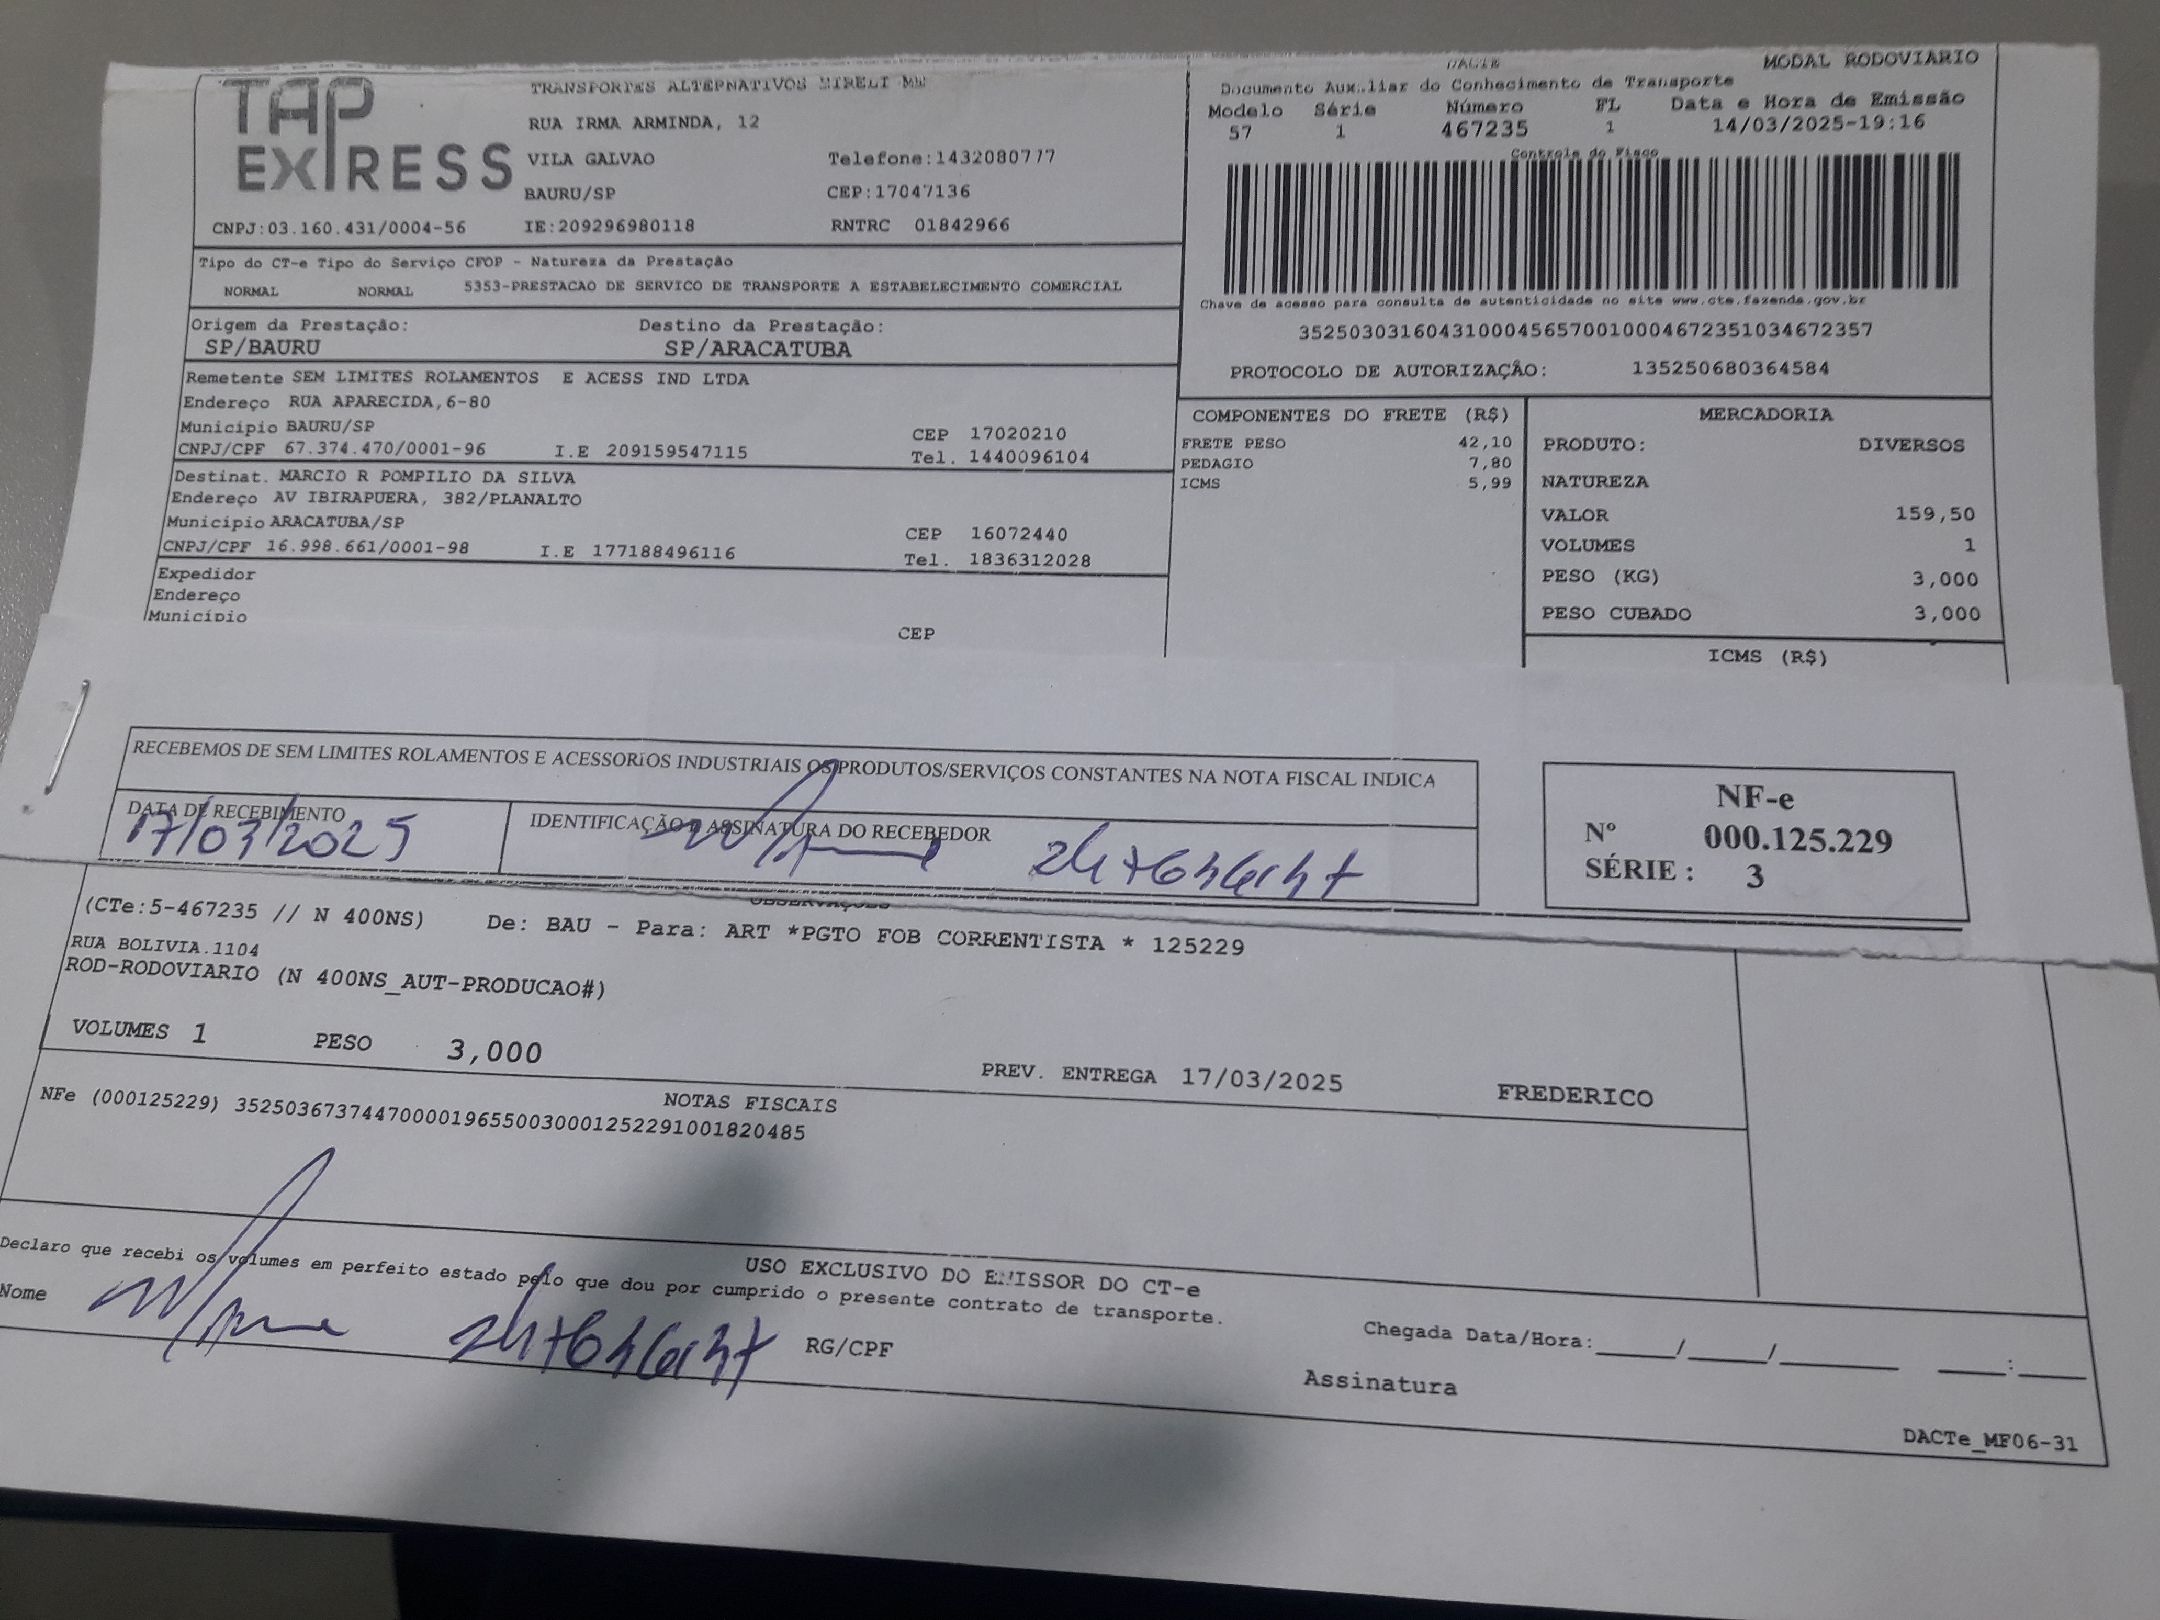 TAP EXPRESS
TRANSPORTES ALTERNATIVOS EIRELI ME
RUA IRMA ARMINDA, 12
VILA GALVAO Telefone:1432080777
BAURU/SP CEP:17047136
CNPJ:03.160.431/0004-56 IE:209296980118 RNTRC 01842966
DACTE MODAL RODOVIARIO
Documento Auxiliar do Conhecimento de Transporte
Modelo Série Número FL Data e Hora de Emissão
57 1 467235 1 14/03/2025-19:16
Controle do Fisco
Chave de acesso para consulta de autenticidade no site www.cte.fazenda.gov.br
35250303160431000456570010004672351034672357
PROTOCOLO DE AUTORIZAÇÃO: 135250680364584
Tipo do CT-e Tipo do Serviço CFOP - Natureza da Prestação
NORMAL NORMAL 5353-PRESTACAO DE SERVICO DE TRANSPORTE A ESTABELECIMENTO COMERCIAL
Origem da Prestação: Destino da Prestação:
SP/BAURU SP/ARACATUBA
Remetente SEM LIMITES ROLAMENTOS E ACESS IND LTDA
Endereço RUA APARECIDA,6-80
Município BAURU/SP CEP 17020210
CNPJ/CPF 67.374.470/0001-96 I.E 209159547115 Tel. 1440096104
Destinat. MARCIO R POMPILIO DA SILVA
Endereço AV IBIRAPUERA, 382/PLANALTO
Município ARACATUBA/SP CEP 16072440
CNPJ/CPF 16.998.661/0001-98 I.E 177188496116 Tel. 1836312028
Expedidor
Endereço
Município CEP
COMPONENTES DO FRETE (R$)
FRETE PESO 42,10
PEDAGIO 7,80
ICMS 5,99
MERCADORIA
PRODUTO: DIVERSOS
NATUREZA
VALOR 159,50
VOLUMES 1
PESO (KG) 3,000
PESO CUBADO 3,000
ICMS (R$)
RECEBEMOS DE SEM LIMITES ROLAMENTOS E ACESSORIOS INDUSTRIAIS OS PRODUTOS/SERVIÇOS CONSTANTES NA NOTA FISCAL INDICA
DATA DE RECEBIMENTO IDENTIFICAÇÃO E ASSINATURA DO RECEBEDOR
17/03/2025
NF-e
Nº 000.125.229
SÉRIE : 3
OBSERVAÇÕES
(CTe:5-467235 // N 400NS) De: BAU - Para: ART *PGTO FOB CORRENTISTA * 125229
RUA BOLIVIA.1104
ROD-RODOVIARIO (N 400NS_AUT-PRODUCAO#)
VOLUMES 1 PESO 3,000 PREV. ENTREGA 17/03/2025 FREDERICO
NOTAS FISCAIS
NFe (000125229) 35250367374470000196550030001252291001820485
USO EXCLUSIVO DO EMISSOR DO CT-e
Declaro que recebi os volumes em perfeito estado pelo que dou por cumprido o presente contrato de transporte.
Nome RG/CPF Assinatura Chegada Data/Hora:____/____/______ ____:____
DACTe_MF06-31